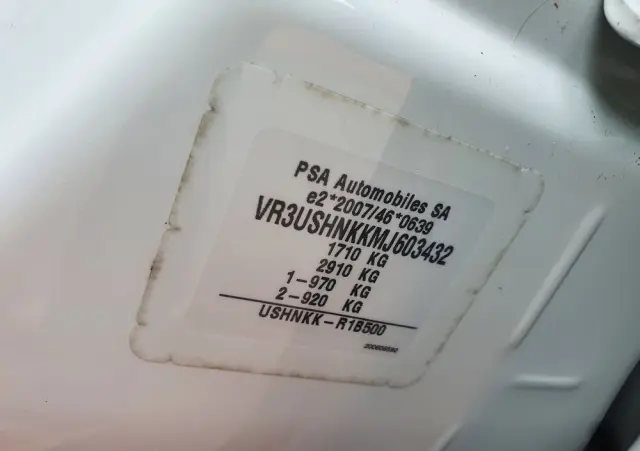 PSA Automobiles SA
e2*2007/46*0639
VR3USHNKKMJ603432
1710 KG
2910 KG
1-970 KG
2-920 KG
USHNKK-R1B500